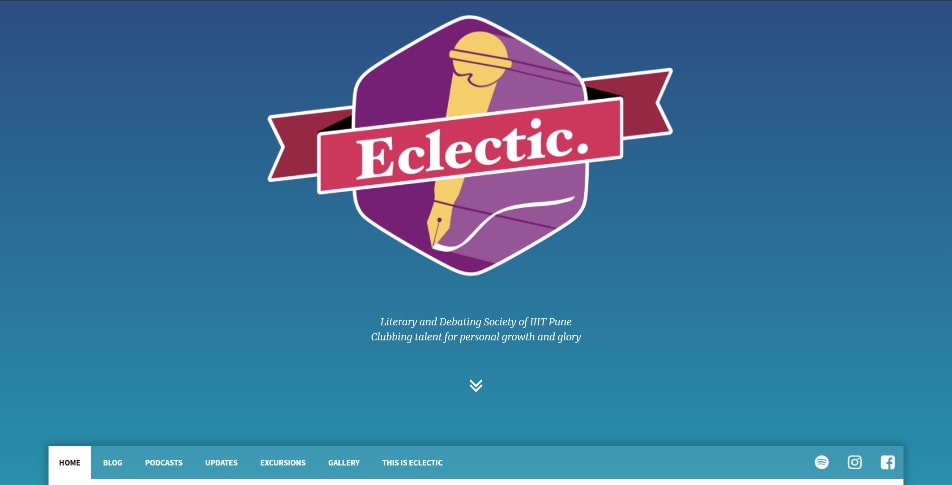 Eclectic.
Literary and Debating Society of IIIT Pune
Clubbing talent for personal growth and glory
HOME BLOG PODCASTS UPDATES EXCURSIONS GALLERY THIS IS ECLECTIC